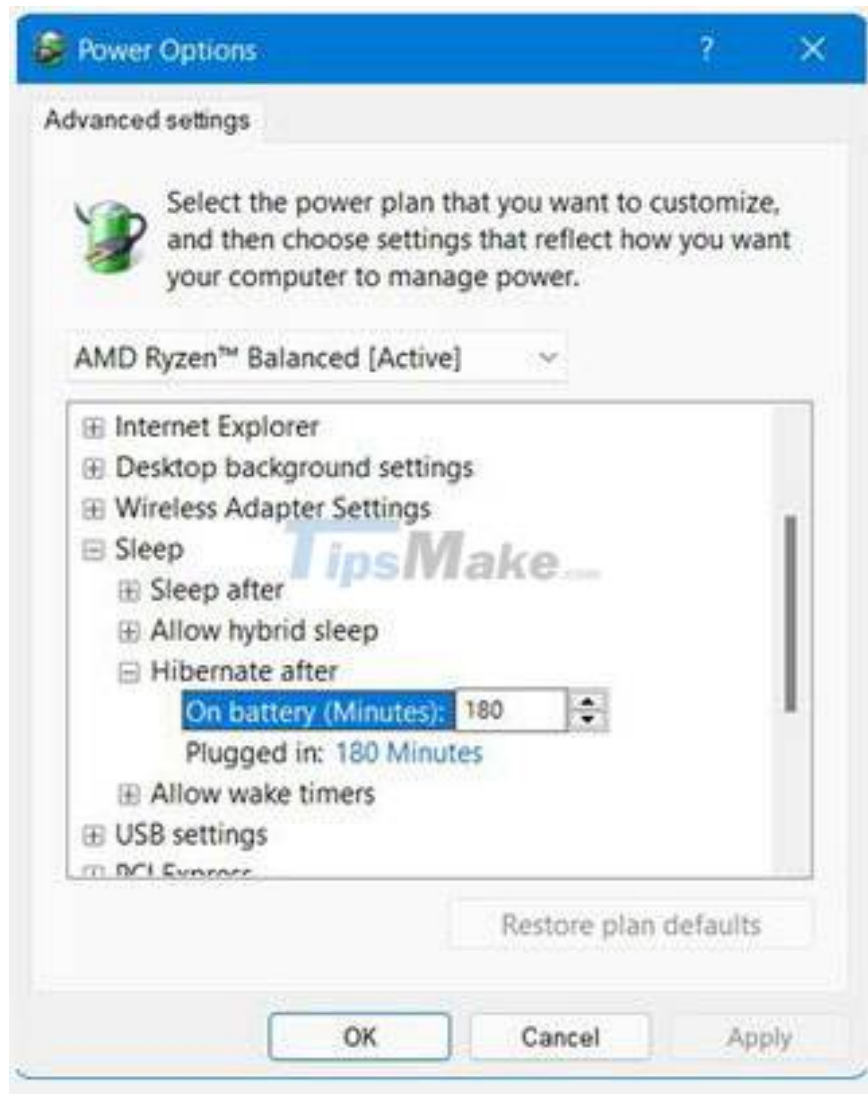 Power Options
?
Advanced settings
Select the power plan that you want to customize,
and then choose settings that reflect how you want
your computer to manage power.
AMD Ryzen™ Balanced [Active]
Internet Explorer
Desktop background settings
Wireless Adapter Settings
TipsMake.com
Sleep
Sleep after
Allow hybrid sleep
Hibernate after
On battery (Minutes): 180
Plugged in: 180 Minutes
Allow wake timers
USB settings
PCI Express
Restore plan defaults
OK Cancel Apply